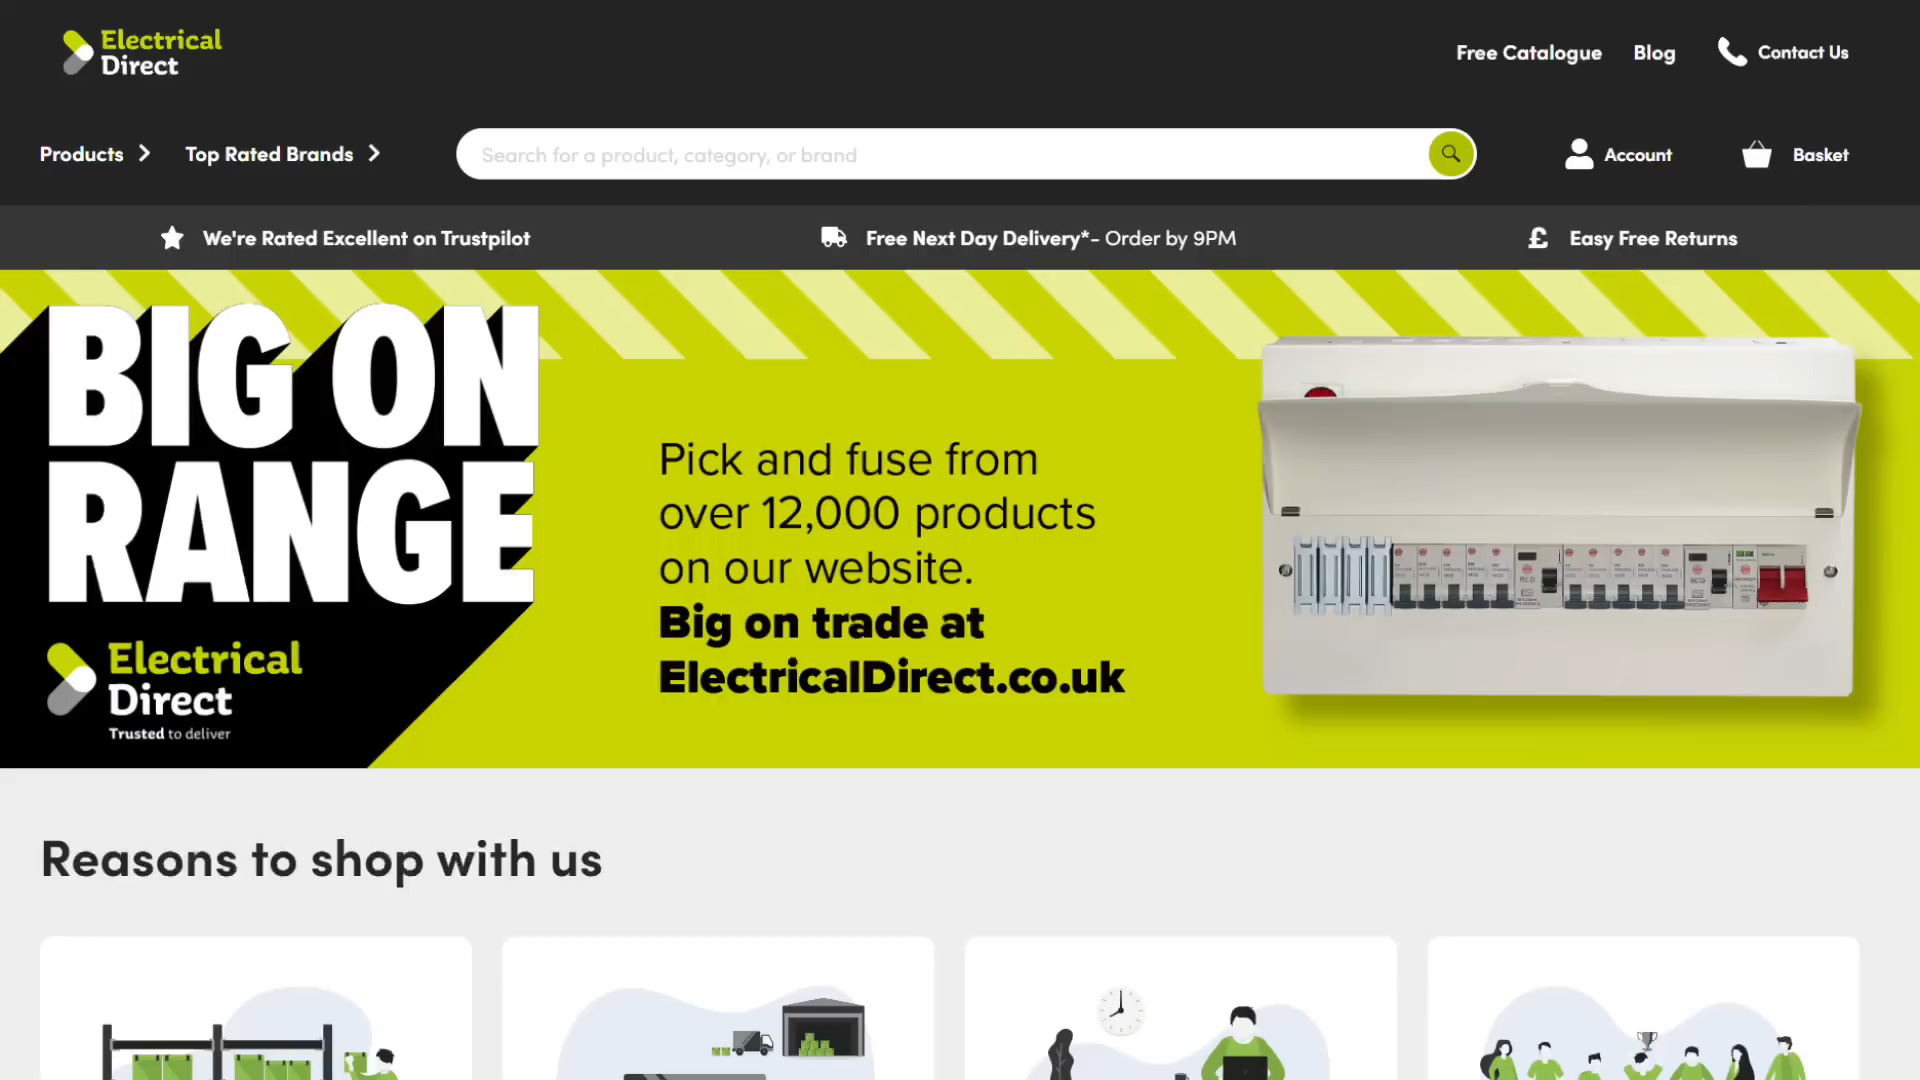 Electrical
Direct
Free Catalogue
Blog
Contact Us
Products
Top Rated Brands
Search for a product, category, or brand
Account
Basket
We're Rated Excellent on Trustpilot
Free Next Day Delivery*- Order by 9PM
Easy Free Returns
BIG ON
RANGE
Pick and fuse from
over 12,000 products
on our website.
Big on trade at
ElectricalDirect.co.uk
Electrical
Direct
Trusted to deliver
Reasons to shop with us